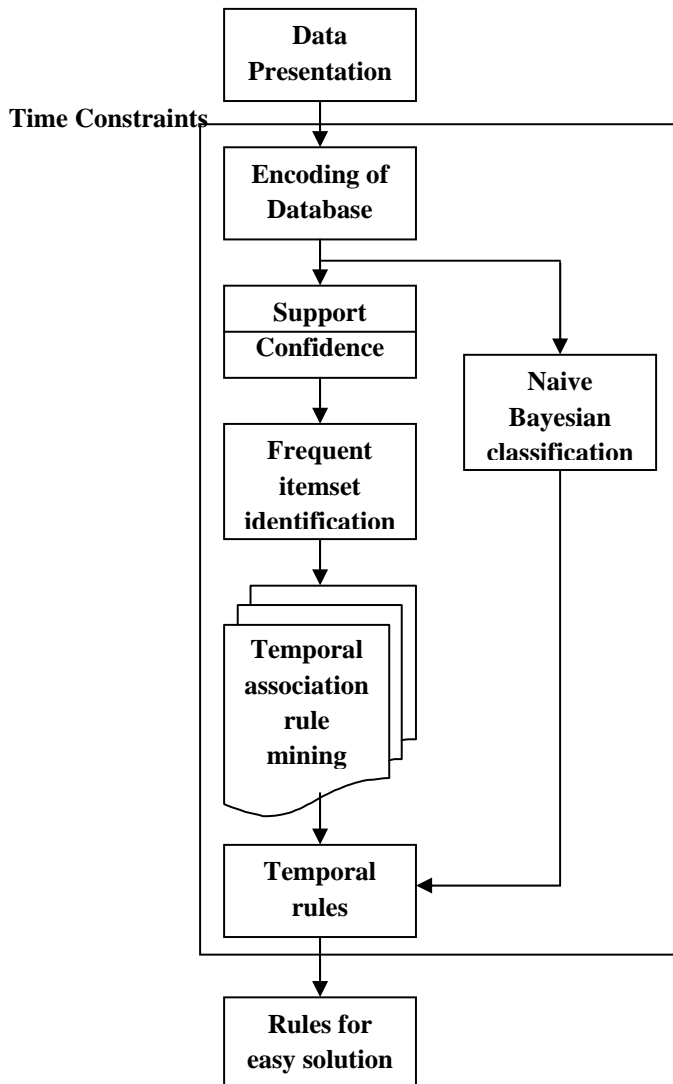 Data
Presentation
Time Constraints
Encoding of
Database
Support
Confidence
Naive
Bayesian
classification
Frequent
itemset
identification
Temporal
association
rule
mining
Temporal
rules
Rules for
easy solution